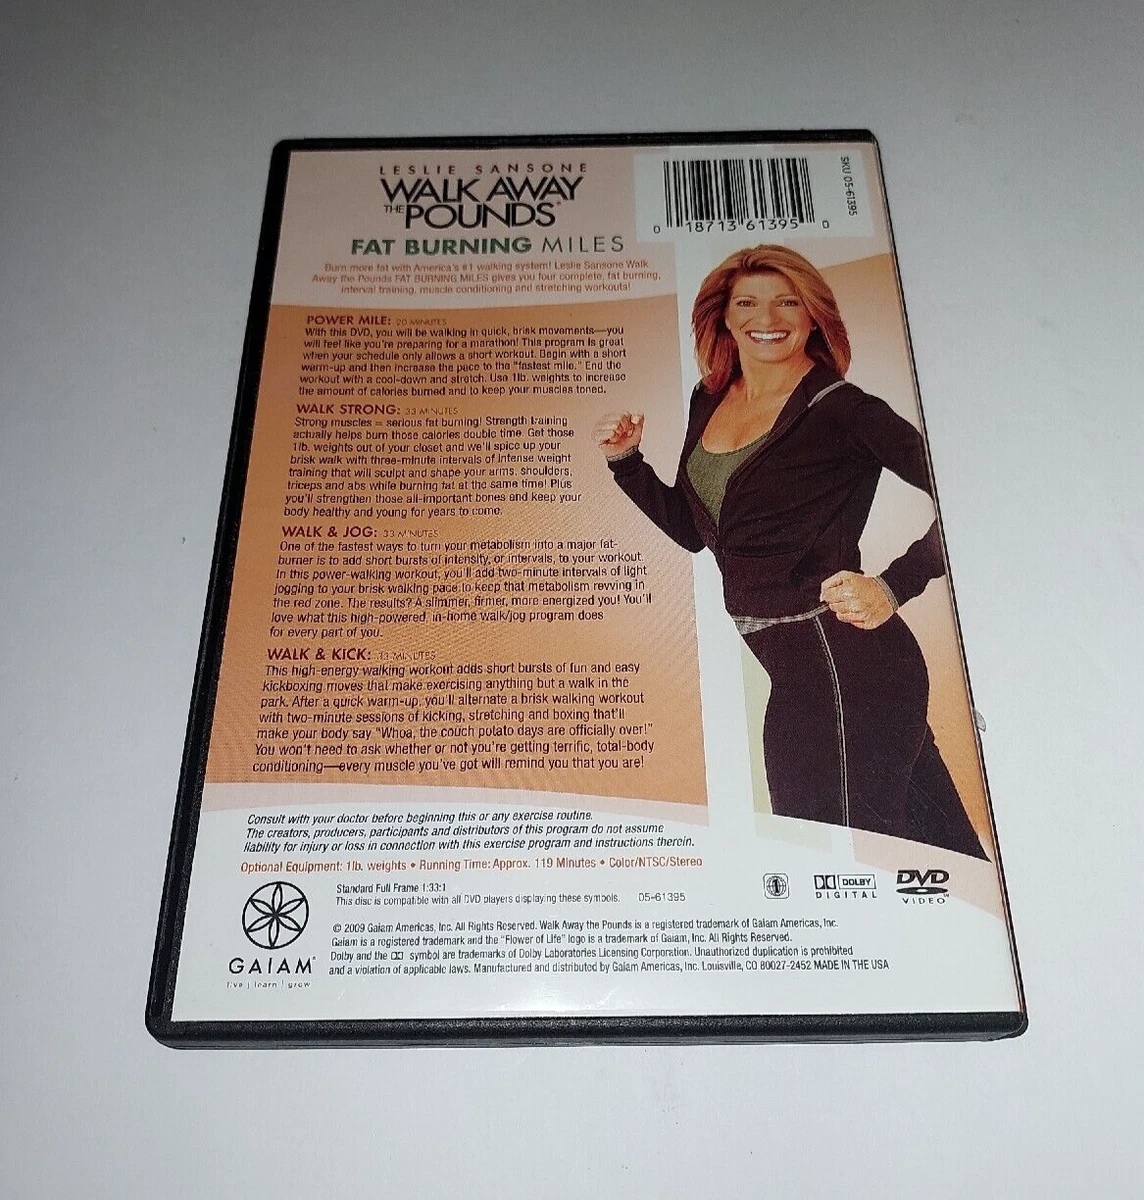 LESLIE SANSONE
WALK AWAY
THE POUNDS®
FAT BURNING MILES
Burn more fat with America's #1 walking system! Leslie Sansone Walk
Away the Pounds FAT BURNING MILES gives you four complete, fat burning,
interval training, muscle conditioning and stretching workouts!
SKU 05-61395
0 18713 61395 0
POWER MILE: 20 MINUTES
With this DVD, you will be walking in quick, brisk movements—you
will feel like you're preparing for a marathon! This program is great
when your schedule only allows a short workout. Begin with a short
warm-up and then increase the pace to the "fastest mile." End the
workout with a cool-down and stretch. Use 1lb. weights to increase
the amount of calories burned and to keep your muscles toned.
WALK STRONG: 33 MINUTES
Strong muscles = serious fat burning! Strength training
actually helps burn those calories double time. Get those
1lb. weights out of your closet and we'll spice up your
brisk walk with three-minute intervals of intense weight
training that will sculpt and shape your arms, shoulders,
triceps and abs while burning fat at the same time! Plus
you'll strengthen those all-important bones and keep your
body healthy and young for years to come.
WALK & JOG: 33 MINUTES
One of the fastest ways to turn your metabolism into a major fat-
burner is to add short bursts of intensity, or intervals, to your workout.
In this power-walking workout, you'll add two-minute intervals of light
jogging to your brisk walking pace to keep that metabolism revving in
the red zone. The results? A slimmer, firmer, more energized you! You'll
love what this high-powered, in-home walk/jog program does
for every part of you.
WALK & KICK: 33 MINUTES
This high-energy walking workout adds short bursts of fun and easy
kickboxing moves that make exercising anything but a walk in the
park. After a quick warm-up, you'll alternate a brisk walking workout
with two-minute sessions of kicking, stretching and boxing that'll
make your body say "Whoa, the couch potato days are officially over!"
You won't need to ask whether or not you're getting terrific, total-body
conditioning—every muscle you've got will remind you that you are!
Consult with your doctor before beginning this or any exercise routine.
The creators, producers, participants and distributors of this program do not assume
liability for injury or loss in connection with this exercise program and instructions therein.
Optional Equipment: 1lb. weights • Running Time: Approx. 119 Minutes • Color/NTSC/Stereo
Standard Full Frame 1:33:1
This disc is compatible with all DVD players displaying these symbols. 05-61395
1
DOLBY
DIGITAL
DVD
VIDEO™
GAIAM®
live | learn | grow
© 2009 Gaiam Americas, Inc. All Rights Reserved. Walk Away the Pounds is a registered trademark of Gaiam Americas, Inc.
Gaiam is a registered trademark and the "Flower of Life" logo is a trademark of Gaiam, Inc. All Rights Reserved.
Dolby and the symbol are trademarks of Dolby Laboratories Licensing Corporation. Unauthorized duplication is prohibited
and a violation of applicable laws. Manufactured and distributed by Gaiam Americas, Inc. Louisville, CO 80027-2452 MADE IN THE USA